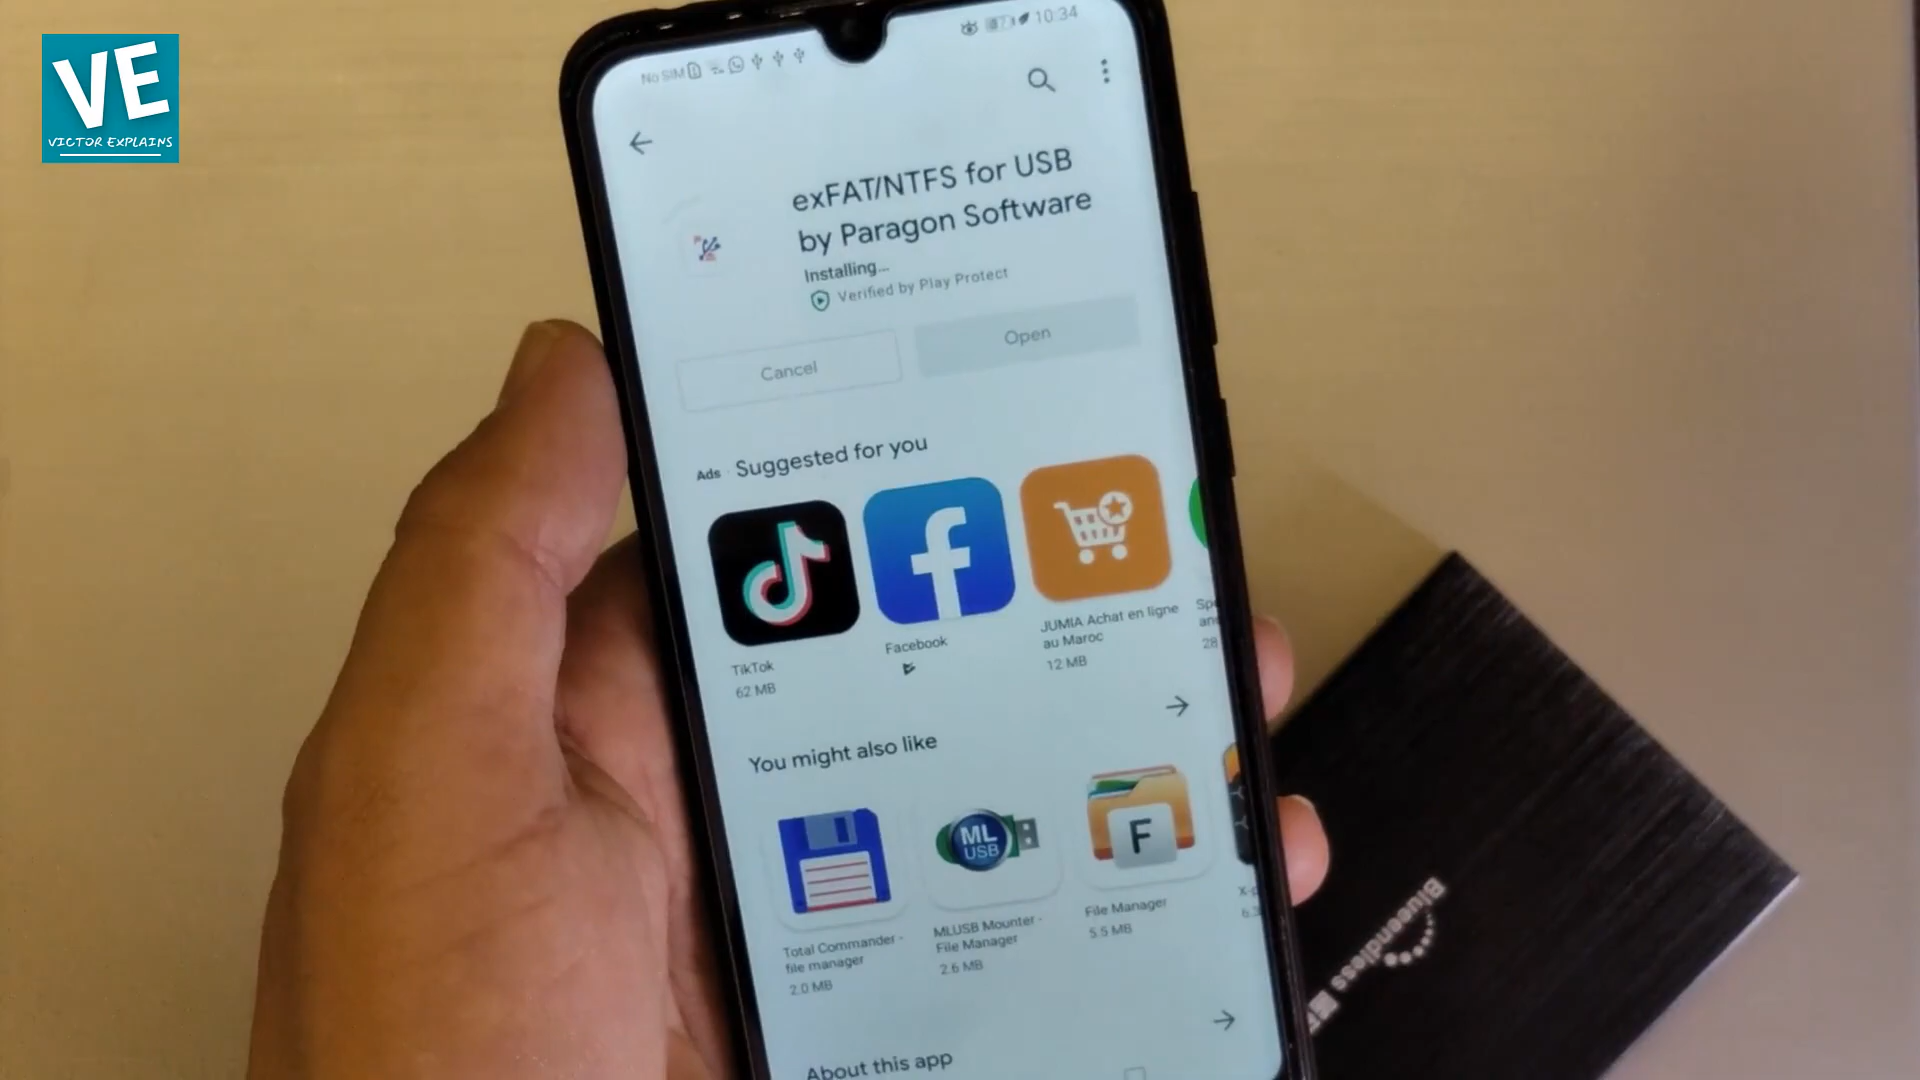 VE
VICTOR EXPLAINS
No SIM
10:34
exFAT/NTFS for USB
by Paragon Software
Installing...
Verified by Play Protect
Cancel
Open
Ads · Suggested for you
TikTok
62 MB
Facebook
JUMIA Achat en ligne
au Maroc
12 MB
28
You might also like
ML
USB
F
Total Commander -
file manager
2.0 MB
MLUSB Mounter -
File Manager
2.6 MB
File Manager
5.5 MB
About this app
Blueendless